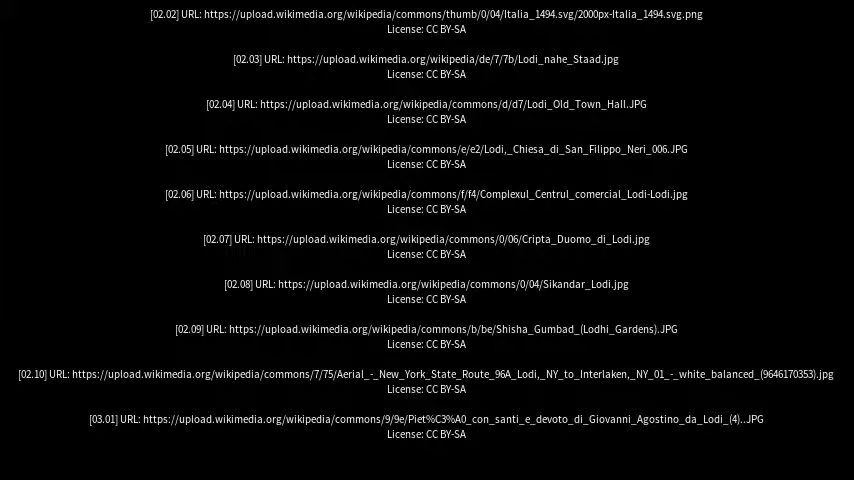 [02.02] URL: https://upload.wikimedia.org/wikipedia/commons/thumb/0/04/Italia_1494.svg/2000px-Italia_1494.svg.png
License: CC BY-SA
[02.03] URL: https://upload.wikimedia.org/wikipedia/de/7/7b/Lodi_nahe_Staad.jpg
License: CC BY-SA
[02.04] URL: https://upload.wikimedia.org/wikipedia/commons/d/d7/Lodi_Old_Town_Hall.JPG
License: CC BY-SA
[02.05] URL: https://upload.wikimedia.org/wikipedia/commons/e/e2/Lodi,_Chiesa_di_San_Filippo_Neri_006.JPG
License: CC BY-SA
[02.06] URL: https://upload.wikimedia.org/wikipedia/commons/f/f4/Complexul_Centrul_comercial_Lodi-Lodi.jpg
License: CC BY-SA
[02.07] URL: https://upload.wikimedia.org/wikipedia/commons/0/06/Cripta_Duomo_di_Lodi.jpg
License: CC BY-SA
[02.08] URL: https://upload.wikimedia.org/wikipedia/commons/0/04/Sikandar_Lodi.jpg
License: CC BY-SA
[02.09] URL: https://upload.wikimedia.org/wikipedia/commons/b/be/Shisha_Gumbad_(Lodhi_Gardens).JPG
License: CC BY-SA
[02.10] URL: https://upload.wikimedia.org/wikipedia/commons/7/75/Aerial_-_New_York_State_Route_96A_Lodi,_NY_to_Interlaken,_NY_01_-_white_balanced_(9646170353).jpg
License: CC BY-SA
[03.01] URL: https://upload.wikimedia.org/wikipedia/commons/9/9e/Piet%C3%A0_con_santi_e_devoto_di_Giovanni_Agostino_da_Lodi_(4)..JPG
License: CC BY-SA